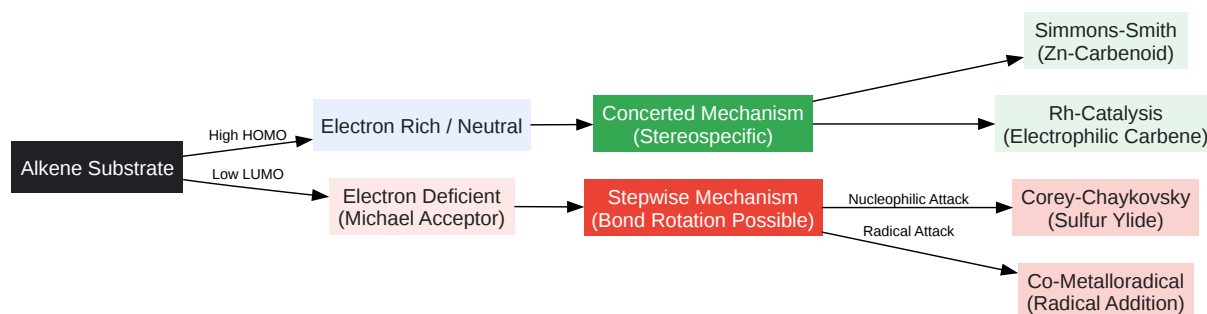 Alkene Substrate
High HOMO
Low LUMO
Electron Rich / Neutral
Electron Deficient
(Michael Acceptor)
Concerted Mechanism
(Stereospecific)
Stepwise Mechanism
(Bond Rotation Possible)
Nucleophilic Attack
Radical Attack
Simmons-Smith
(Zn-Carbenoid)
Rh-Catalysis
(Electrophilic Carbene)
Corey-Chaykovsky
(Sulfur Ylide)
Co-Metalloradical
(Radical Addition)